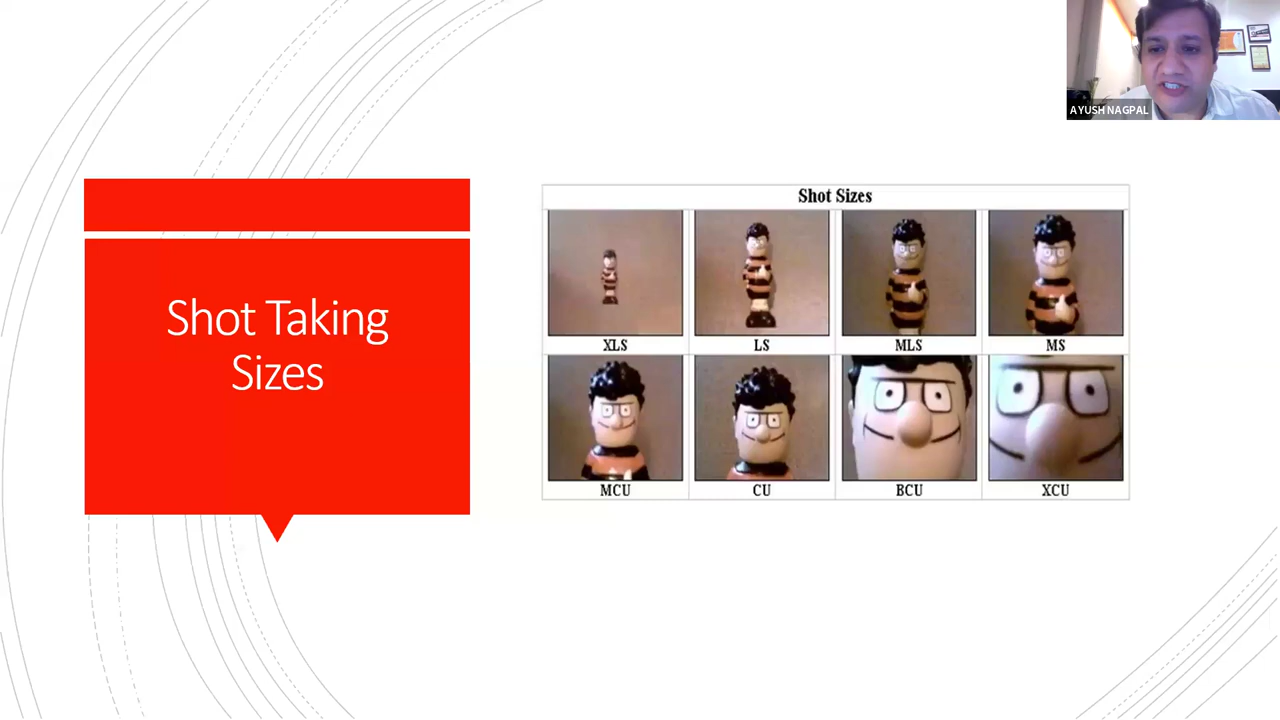 AYUSH NAGPAL
Shot Taking
Sizes
Shot Sizes
XLS LS MLS MS
MCU CU BCU XCU